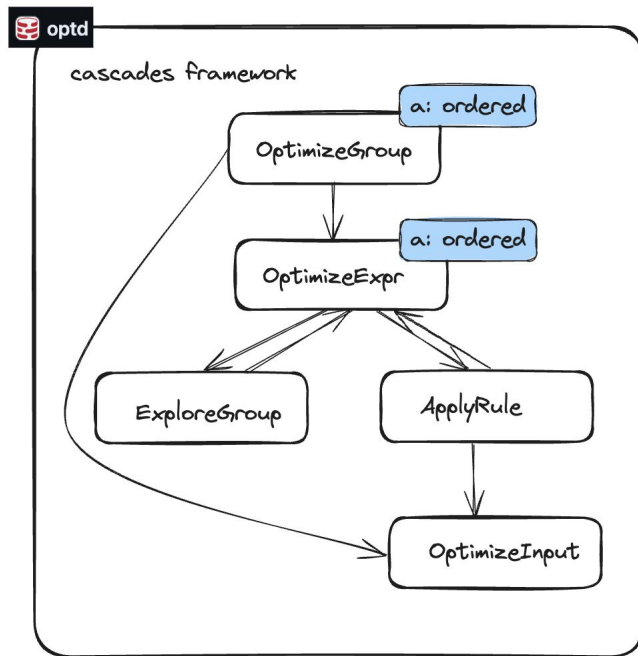 optd
cascades framework
a: ordered
OptimizeGroup
a: ordered
OptimizeExpr
ExploreGroup
ApplyRule
OptimizeInput